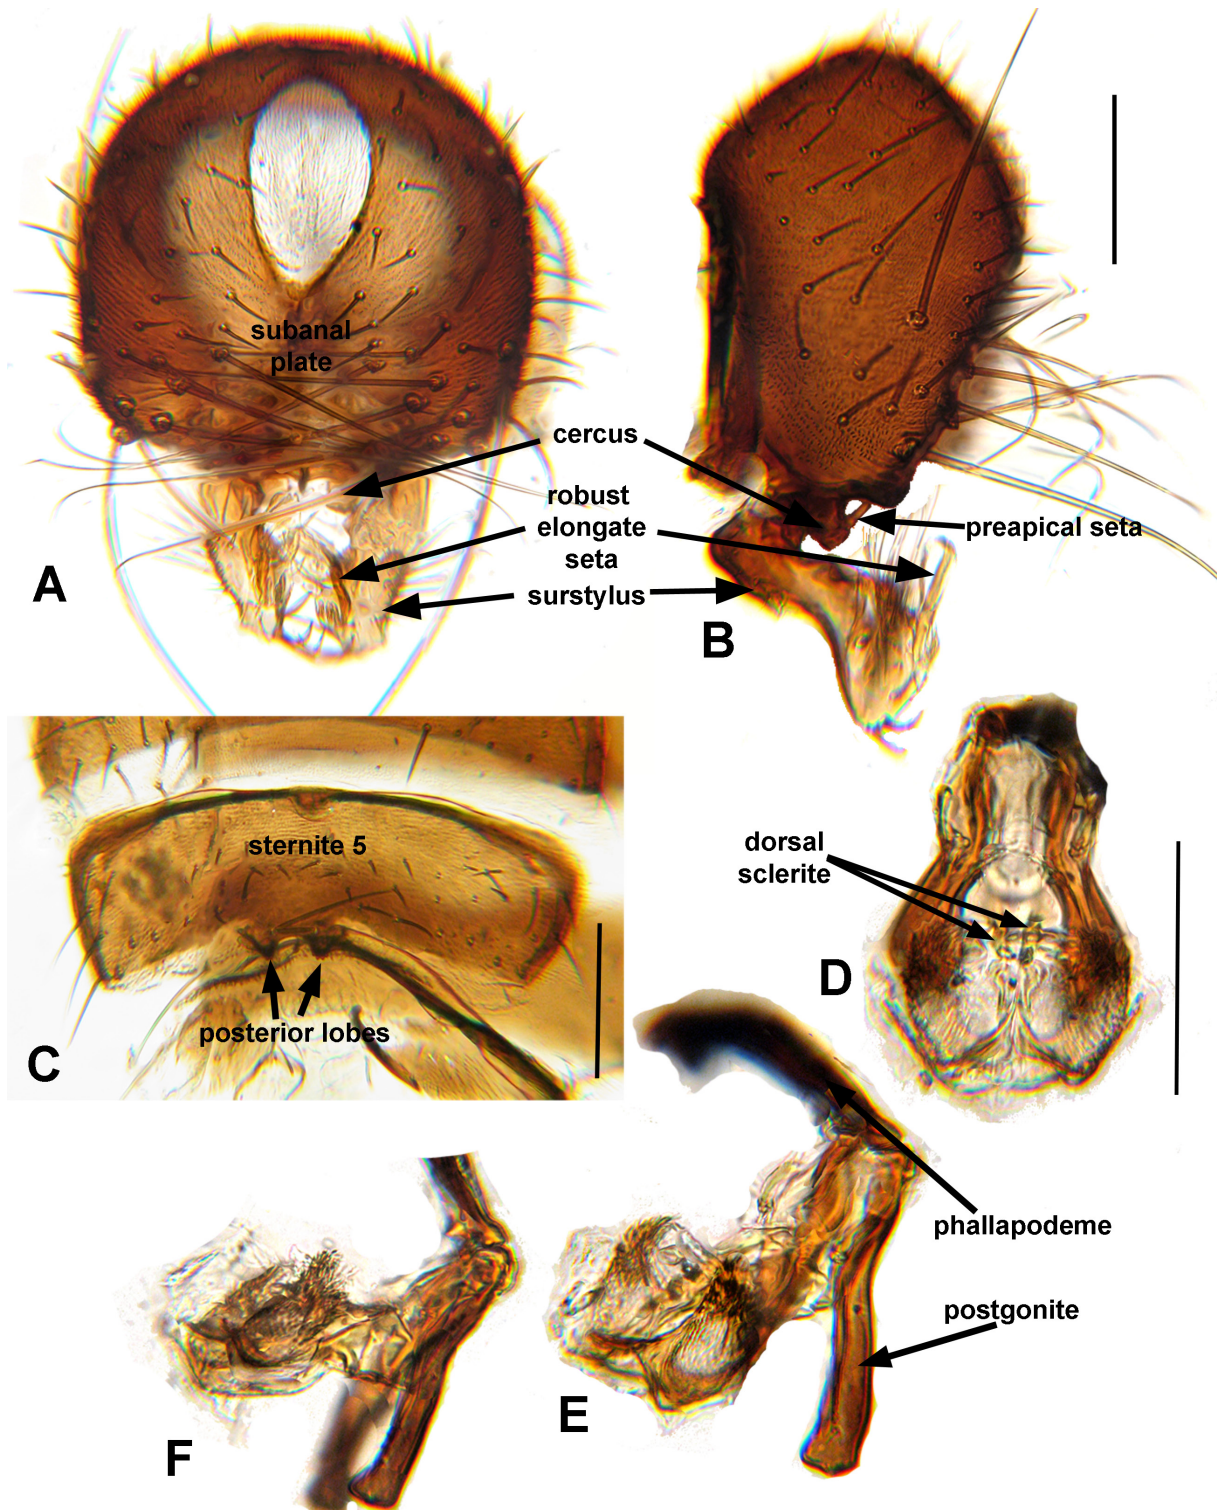 subanal
plate
cercus
robust
elongate
seta
preapical seta
surstylus
A
B
sternite 5
posterior lobes
C
dorsal
sclerite
D
phallapodeme
postgonite
E
F